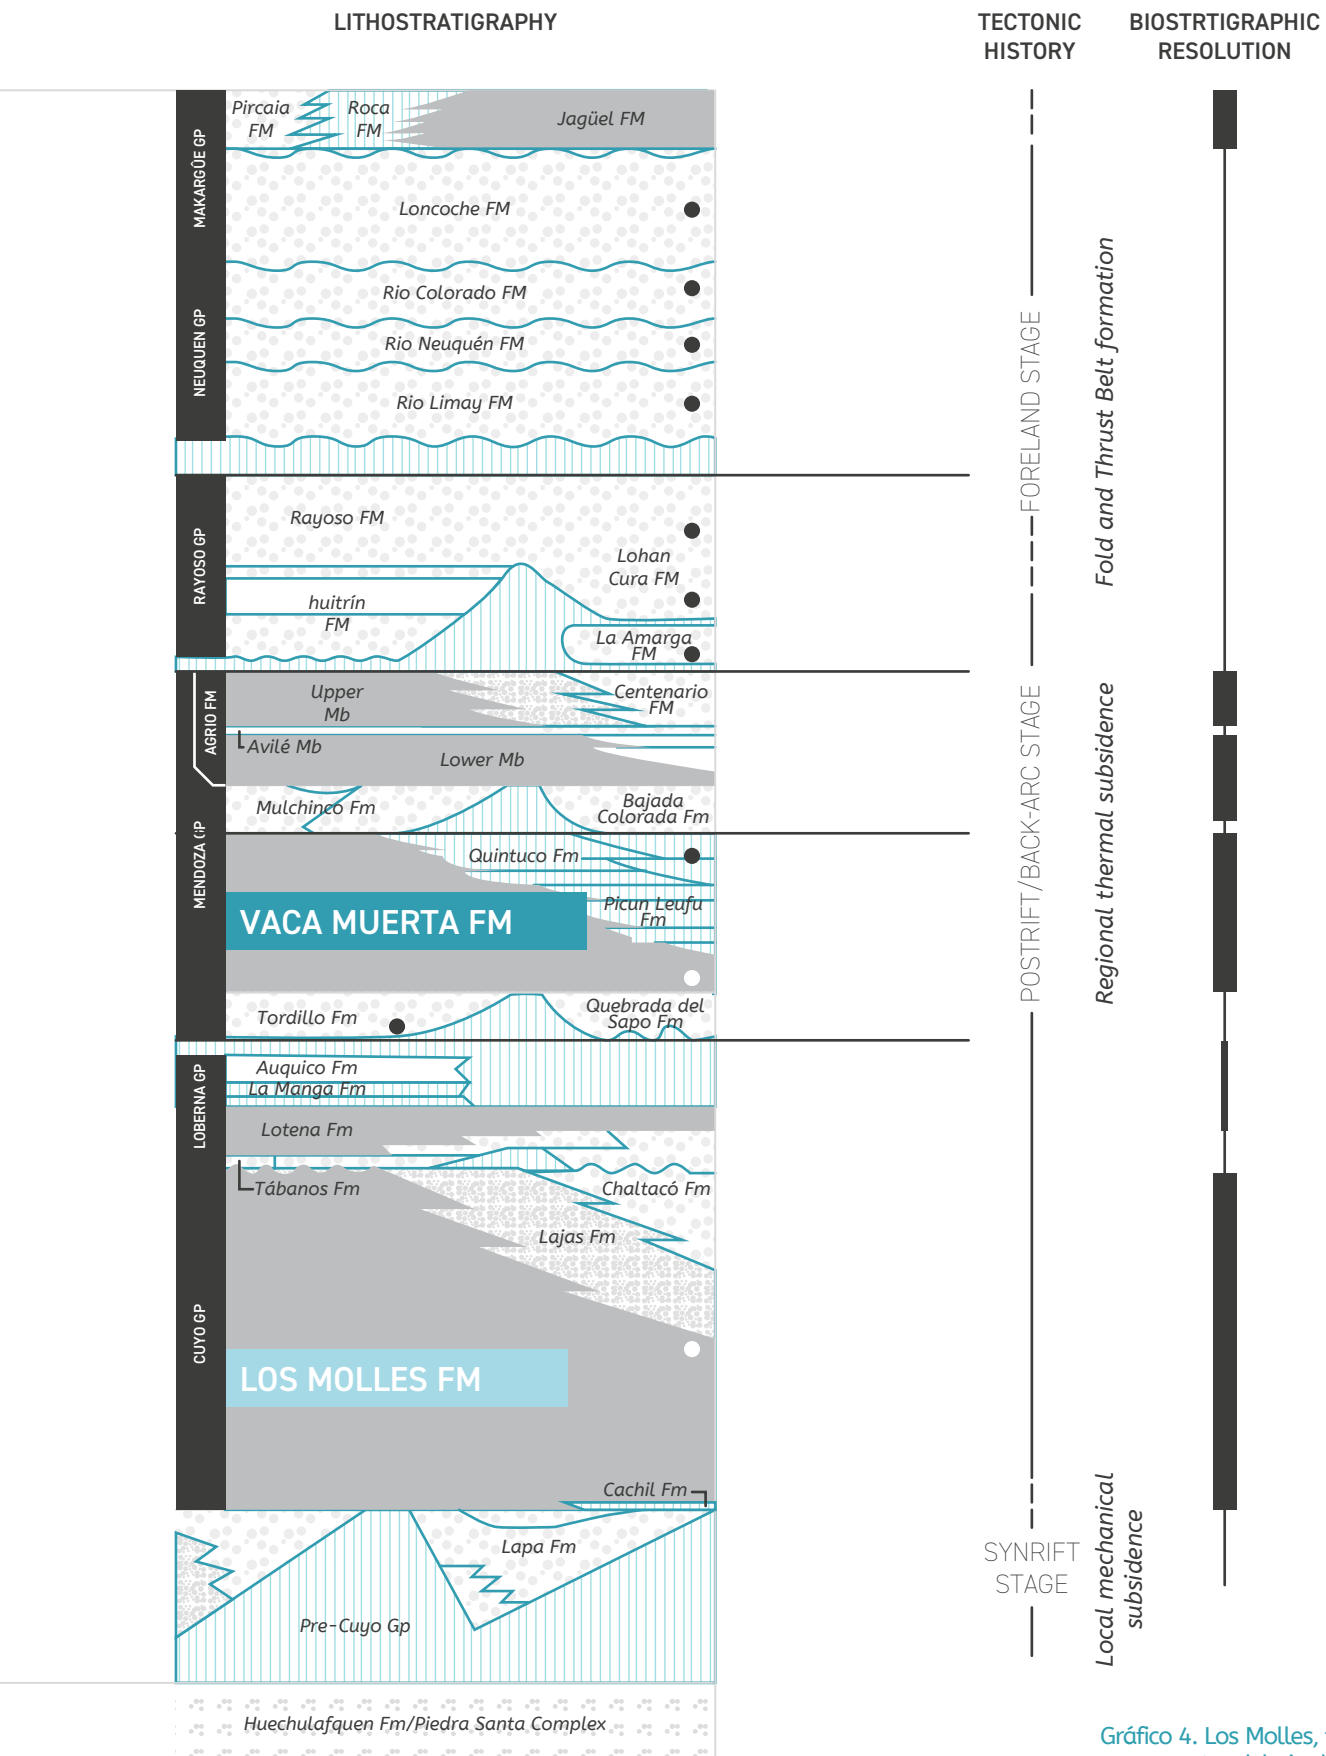 LITHOSTRATIGRAPHY
TECTONIC
HISTORY
BIOSTRTIGRAPHIC
RESOLUTION
MAKARGÛE GP
Pircaia
FM
Roca
FM
Jagüel FM
Loncoche FM
NEUQUEN GP
Rio Colorado FM
Rio Neuquén FM
Rio Limay FM
FORELAND STAGE
Fold and Thrust Belt formation
RAYOSO GP
Rayoso FM
Lohan
Cura FM
huitrín
FM
La Amarga
FM
MENDOZA GP
AGRIO FM
Upper
Mb
Centenario
FM
Avilé Mb
Lower Mb
Mulchinco Fm
Bajada
Colorada Fm
Quintuco Fm
VACA MUERTA FM
Picun Leufu
Fm
Tordillo Fm
Quebrada del
Sapo Fm
POSTRIFT/BACK-ARC STAGE
Regional thermal subsidence
LOBERNA GP
Auquico Fm
La Manga Fm
Lotena Fm
CUYO GP
Tábanos Fm
Chaltacó Fm
Lajas Fm
LOS MOLLES FM
Cachil Fm
Lapa Fm
Pre-Cuyo Gp
SYNRIFT
STAGE
Local mechanical
subsidence
Huechulafquen Fm/Piedra Santa Complex
Gráfico 4. Los Molles,